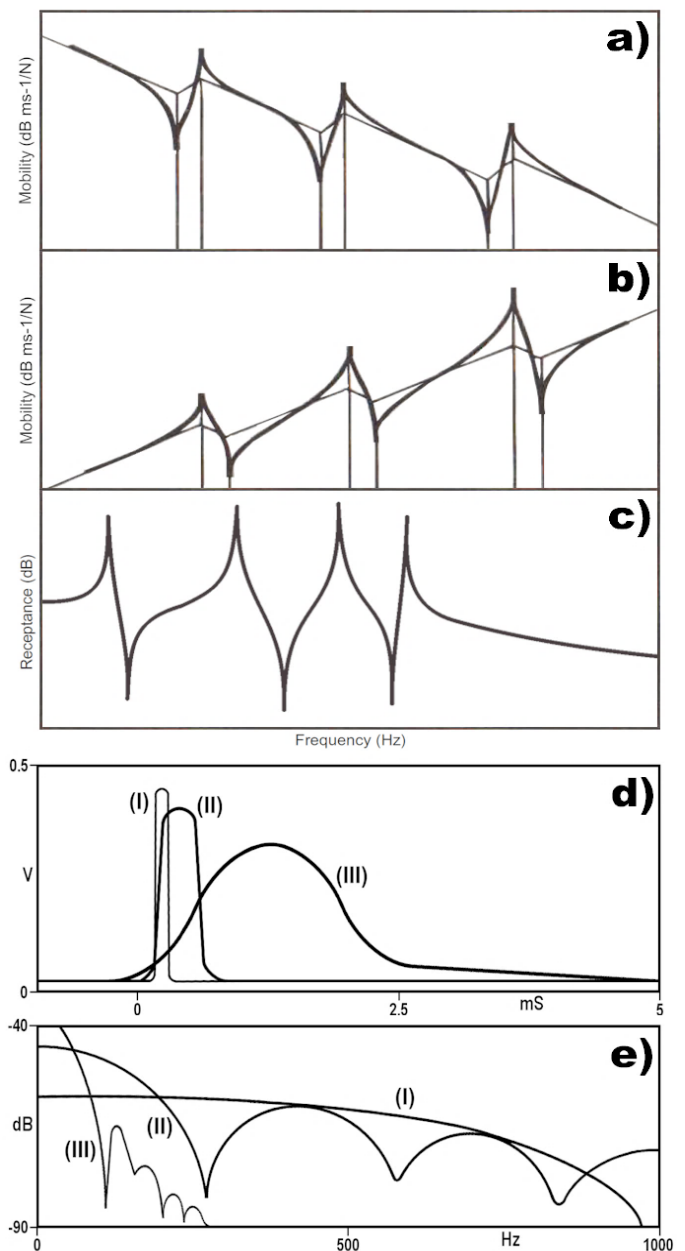 a)
Mobility (dB ms-1/N)
b)
Mobility (dB ms-1/N)
c)
Receptance (dB)
Frequency (Hz)
0.5
d)
(I)
(II)
V
(III)
0
0
2.5
mS
5
-40
e)
(I)
dB
(II)
(III)
-90
0
500
Hz
1000